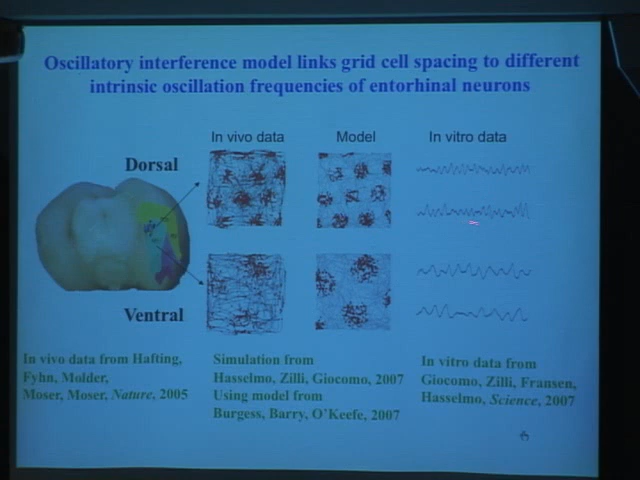 Oscillatory interference model links grid cell spacing to different
intrinsic oscillation frequencies of entorhinal neurons
In vivo data Model In vitro data
Dorsal
Ventral
In vivo data from Hafting,
Fyhn, Molder,
Moser, Moser, Nature, 2005
Simulation from
Hasselmo, Zilli, Giocomo, 2007
Using model from
Burgess, Barry, O'Keefe, 2007
In vitro data from
Giocomo, Zilli, Fransen,
Hasselmo, Science, 2007